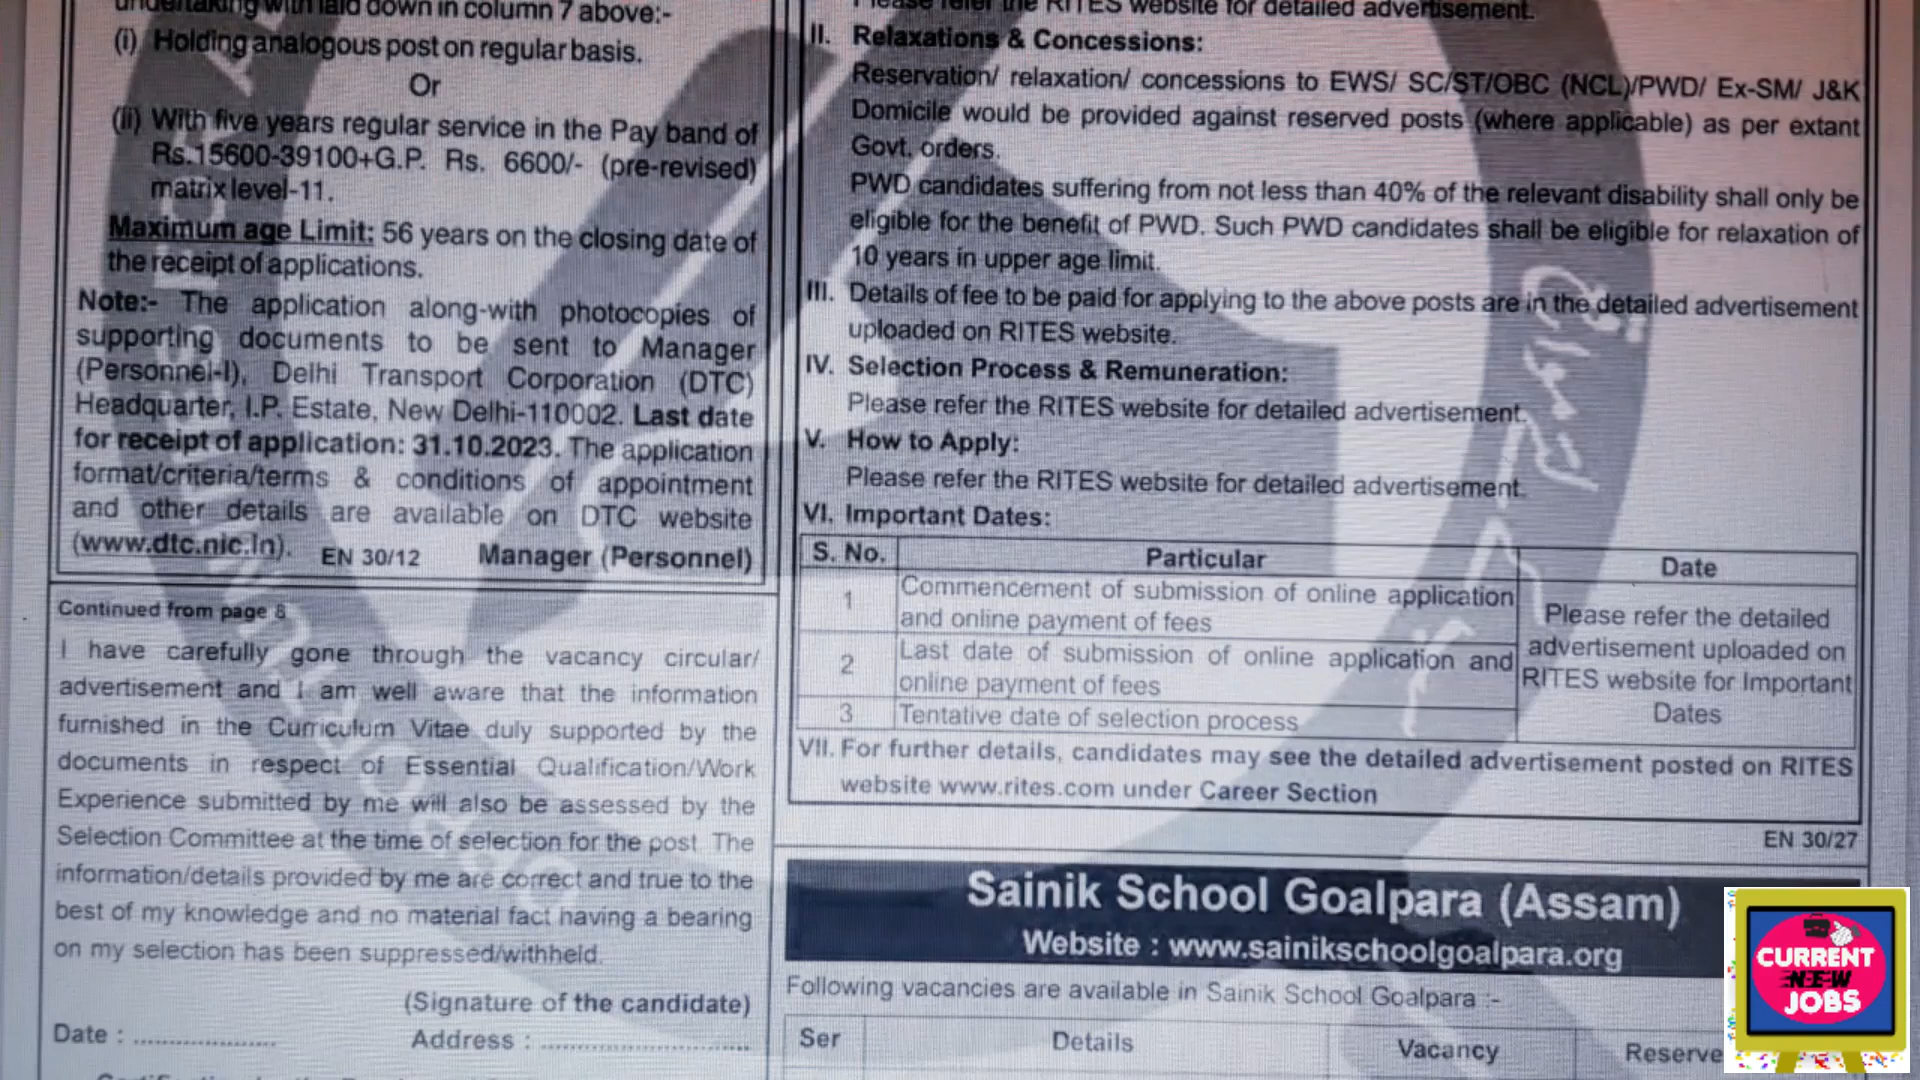 undertaking with laid down in column 7 above:-
(i) Holding analogous post on regular basis.
Or
(ii) With five years regular service in the Pay band of
Rs.15600-39100+G.P. Rs. 6600/- (pre-revised)
matrix level-11.
Maximum age Limit: 56 years on the closing date of
the receipt of applications.
Note:- The application along-with photocopies of
supporting documents to be sent to Manager
(Personnel-I), Delhi Transport Corporation (DTC)
Headquarter, I.P. Estate, New Delhi-110002. Last date
for receipt of application: 31.10.2023. The application
format/criteria/terms & conditions of appointment
and other details are available on DTC website
(www.dtc.nic.in).
EN 30/12 Manager (Personnel)
Continued from page 8
I have carefully gone through the vacancy circular/
advertisement and I am well aware that the information
furnished in the Curriculum Vitae duly supported by the
documents in respect of Essential Qualification/Work
Experience submitted by me will also be assessed by the
Selection Committee at the time of selection for the post. The
information/details provided by me are correct and true to the
best of my knowledge and no material fact having a bearing
on my selection has been suppressed/withheld.
(Signature of the candidate)
Date : .................... Address : .............................
Please refer the RITES website for detailed advertisement.
II. Relaxations & Concessions:
Reservation/ relaxation/ concessions to EWS/ SC/ST/OBC (NCL)/PWD/ Ex-SM/ J&K
Domicile would be provided against reserved posts (where applicable) as per extant
Govt. orders.
PWD candidates suffering from not less than 40% of the relevant disability shall only be
eligible for the benefit of PWD. Such PWD candidates shall be eligible for relaxation of
10 years in upper age limit.
III. Details of fee to be paid for applying to the above posts are in the detailed advertisement
uploaded on RITES website.
IV. Selection Process & Remuneration:
Please refer the RITES website for detailed advertisement.
V. How to Apply:
Please refer the RITES website for detailed advertisement.
VI. Important Dates:
S. No. Particular Date
1 Commencement of submission of online application
and online payment of fees
2 Last date of submission of online application and
online payment of fees
3 Tentative date of selection process
Please refer the detailed
advertisement uploaded on
RITES website for Important
Dates
VII. For further details, candidates may see the detailed advertisement posted on RITES
website www.rites.com under Career Section
EN 30/27
Sainik School Goalpara (Assam)
Website : www.sainikschoolgoalpara.org
Following vacancies are available in Sainik School Goalpara :-
Ser Details Vacancy Reserve
CURRENT
NEW
JOBS